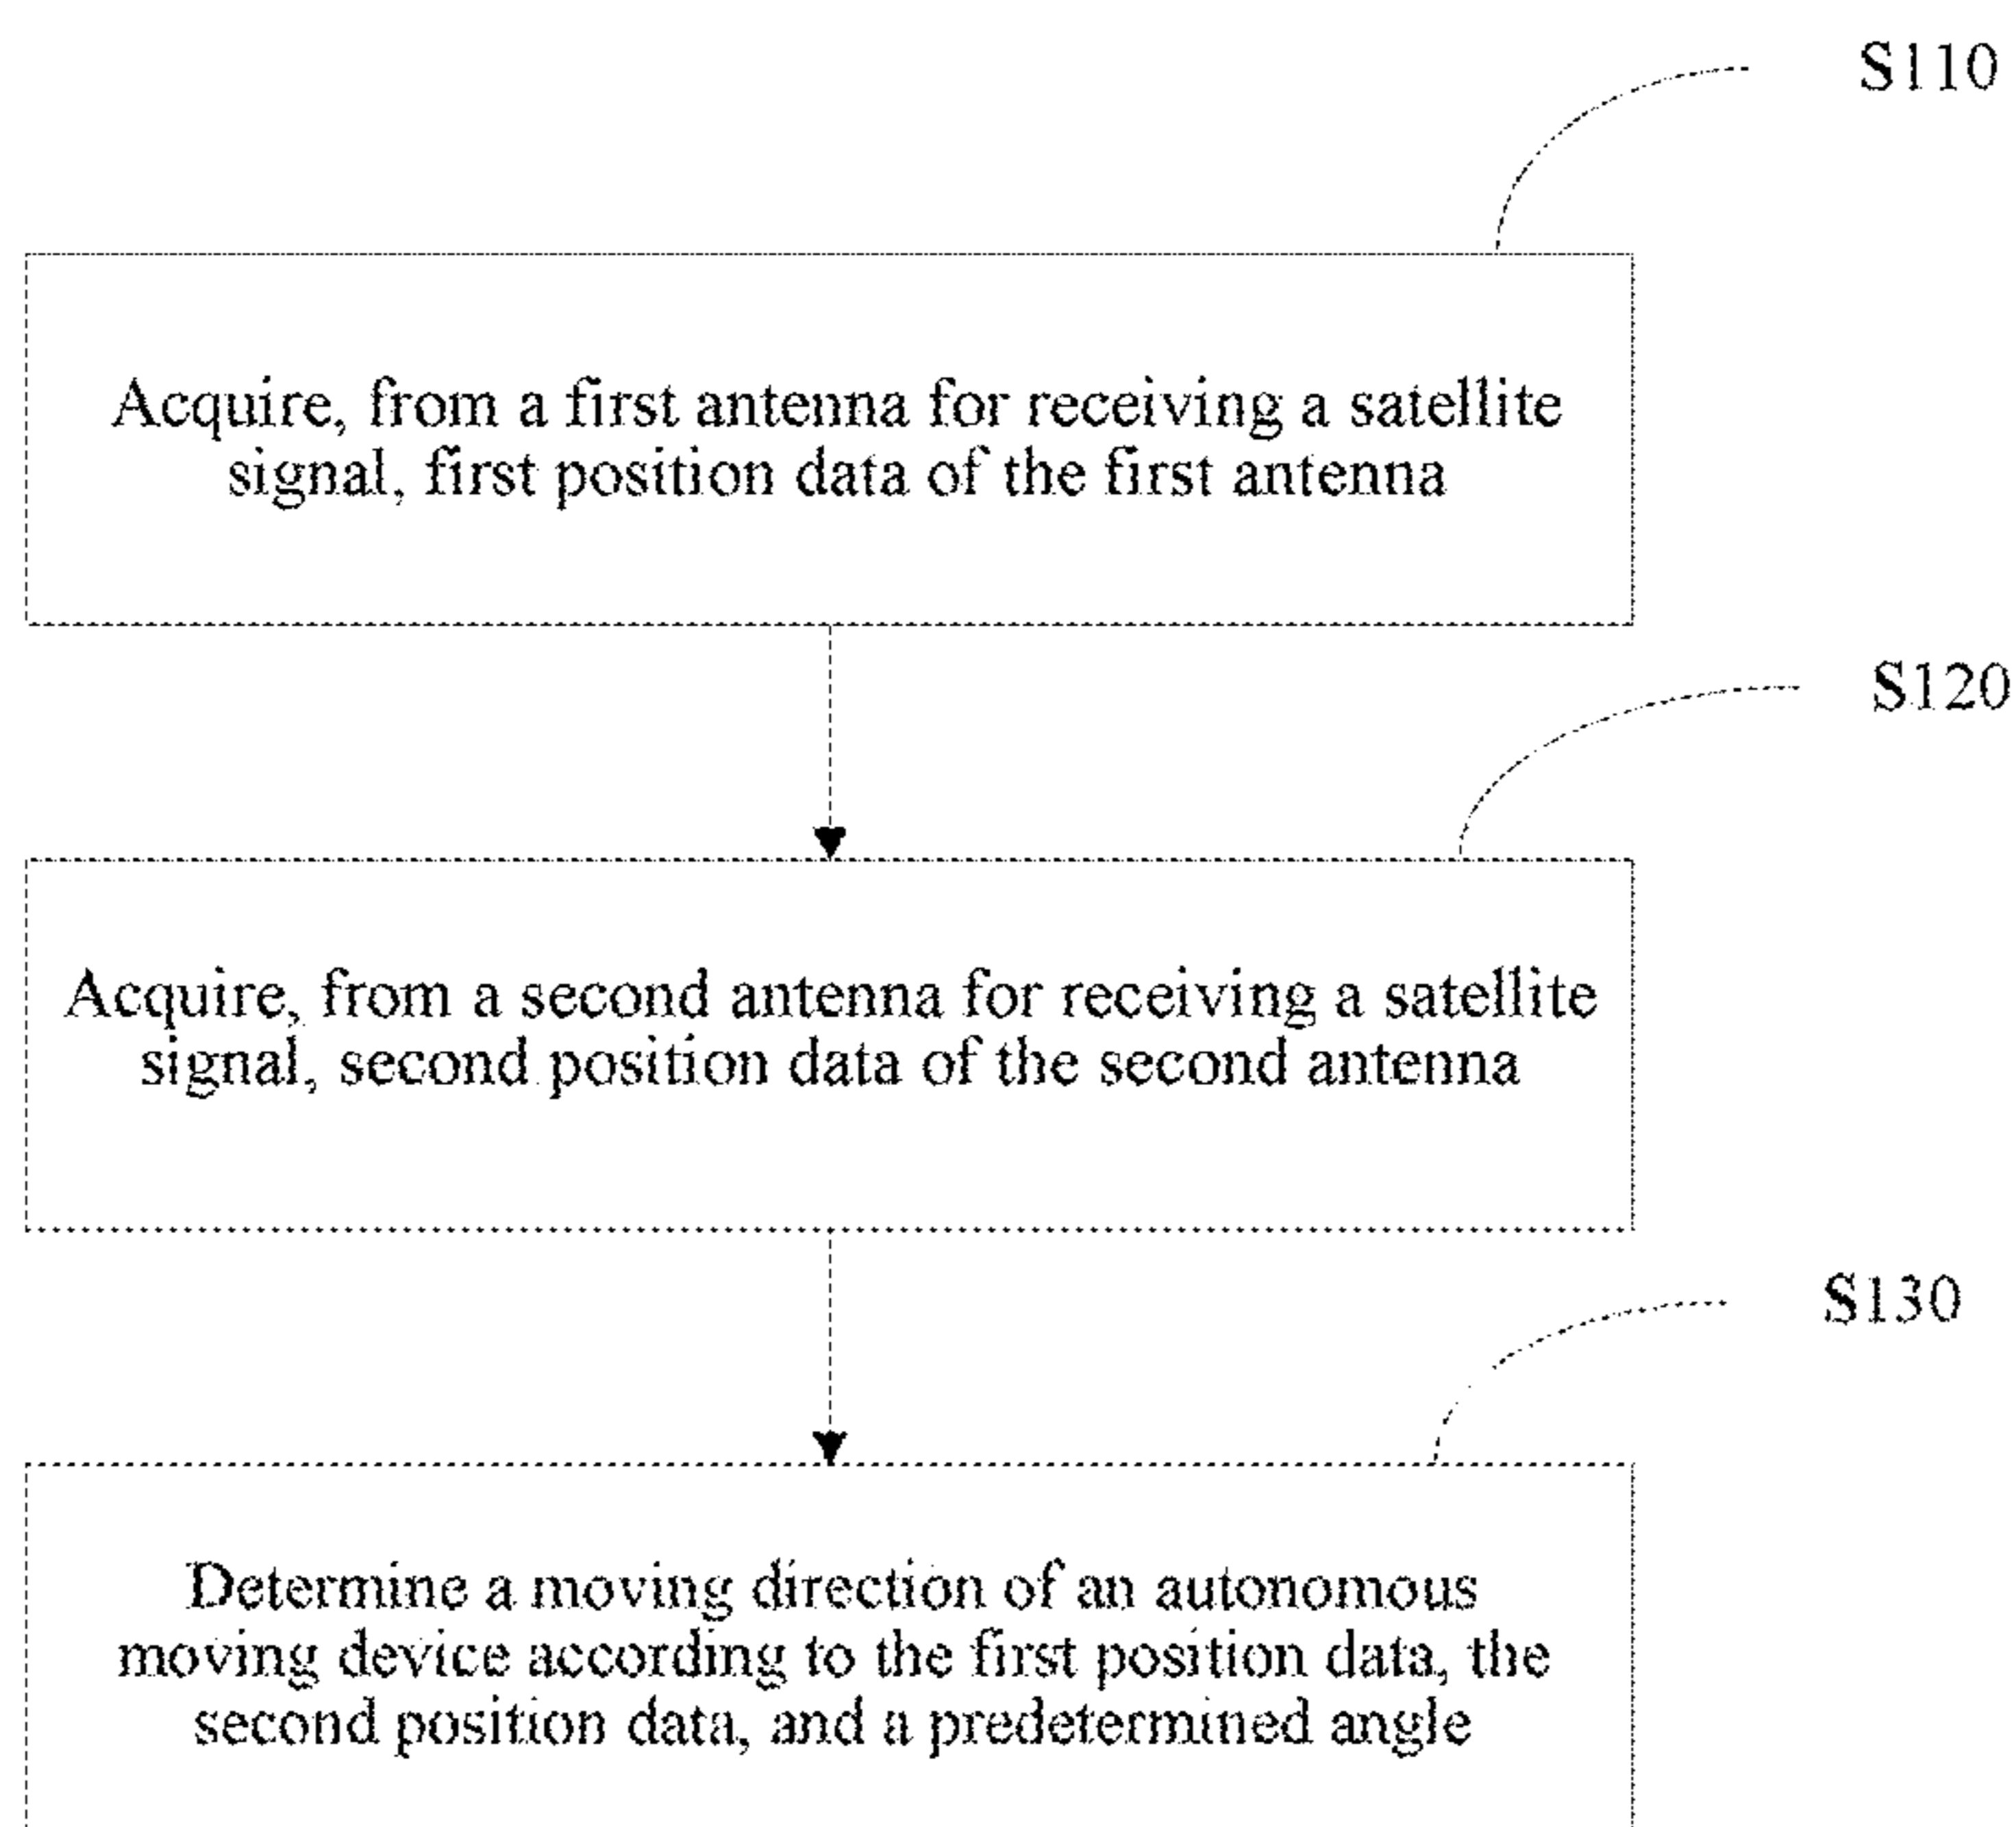 S110
Acquire, from a first antenna for receiving a satellite
signal, first position data of the first antenna
S120
Acquire, from a second antenna for receiving a satellite
signal, second position data of the second antenna
S130
Determine a moving direction of an autonomous
moving device according to the first position data, the
second position data, and a predetermined angle